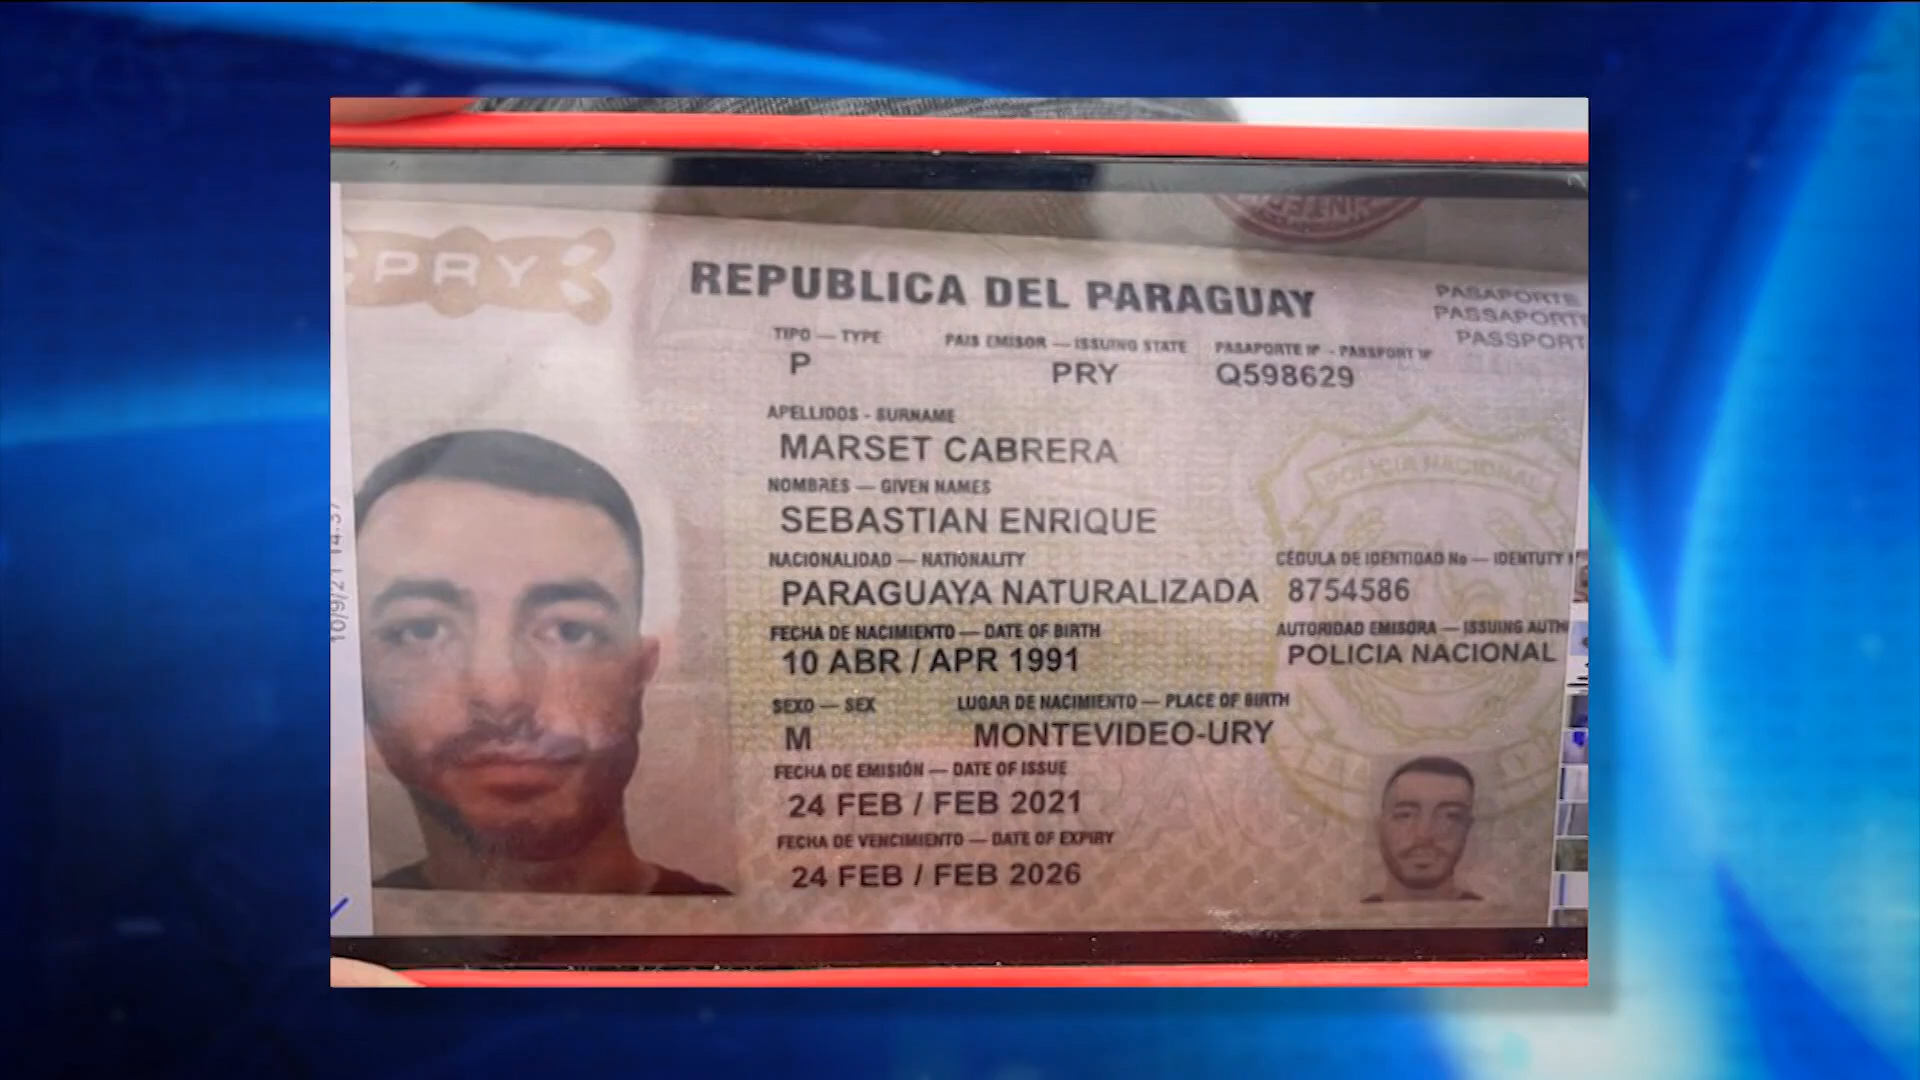 PRY
REPUBLICA DEL PARAGUAY
PASAPORTE
PASSAPORTE
PASSPORT
TIPO — TYPE
PAIS EMISOR — ISSUING STATE
PASAPORTE Nº - PASSPORT Nº
P
PRY
Q598629
APELLIDOS - SURNAME
MARSET CABRERA
NOMBRES — GIVEN NAMES
SEBASTIAN ENRIQUE
NACIONALIDAD — NATIONALITY
CÉDULA DE IDENTIDAD No — IDENTUTY
PARAGUAYA NATURALIZADA
8754586
FECHA DE NACIMIENTO — DATE OF BIRTH
AUTORIDAD EMISORA — ISSUING AUTH
10 ABR / APR 1991
POLICIA NACIONAL
SEXO — SEX
LUGAR DE NACIMIENTO — PLACE OF BIRTH
M
MONTEVIDEO-URY
FECHA DE EMISIÓN — DATE OF ISSUE
24 FEB / FEB 2021
FECHA DE VENCIMIENTO — DATE OF EXPIRY
24 FEB / FEB 2026
POLICIA NACIONAL